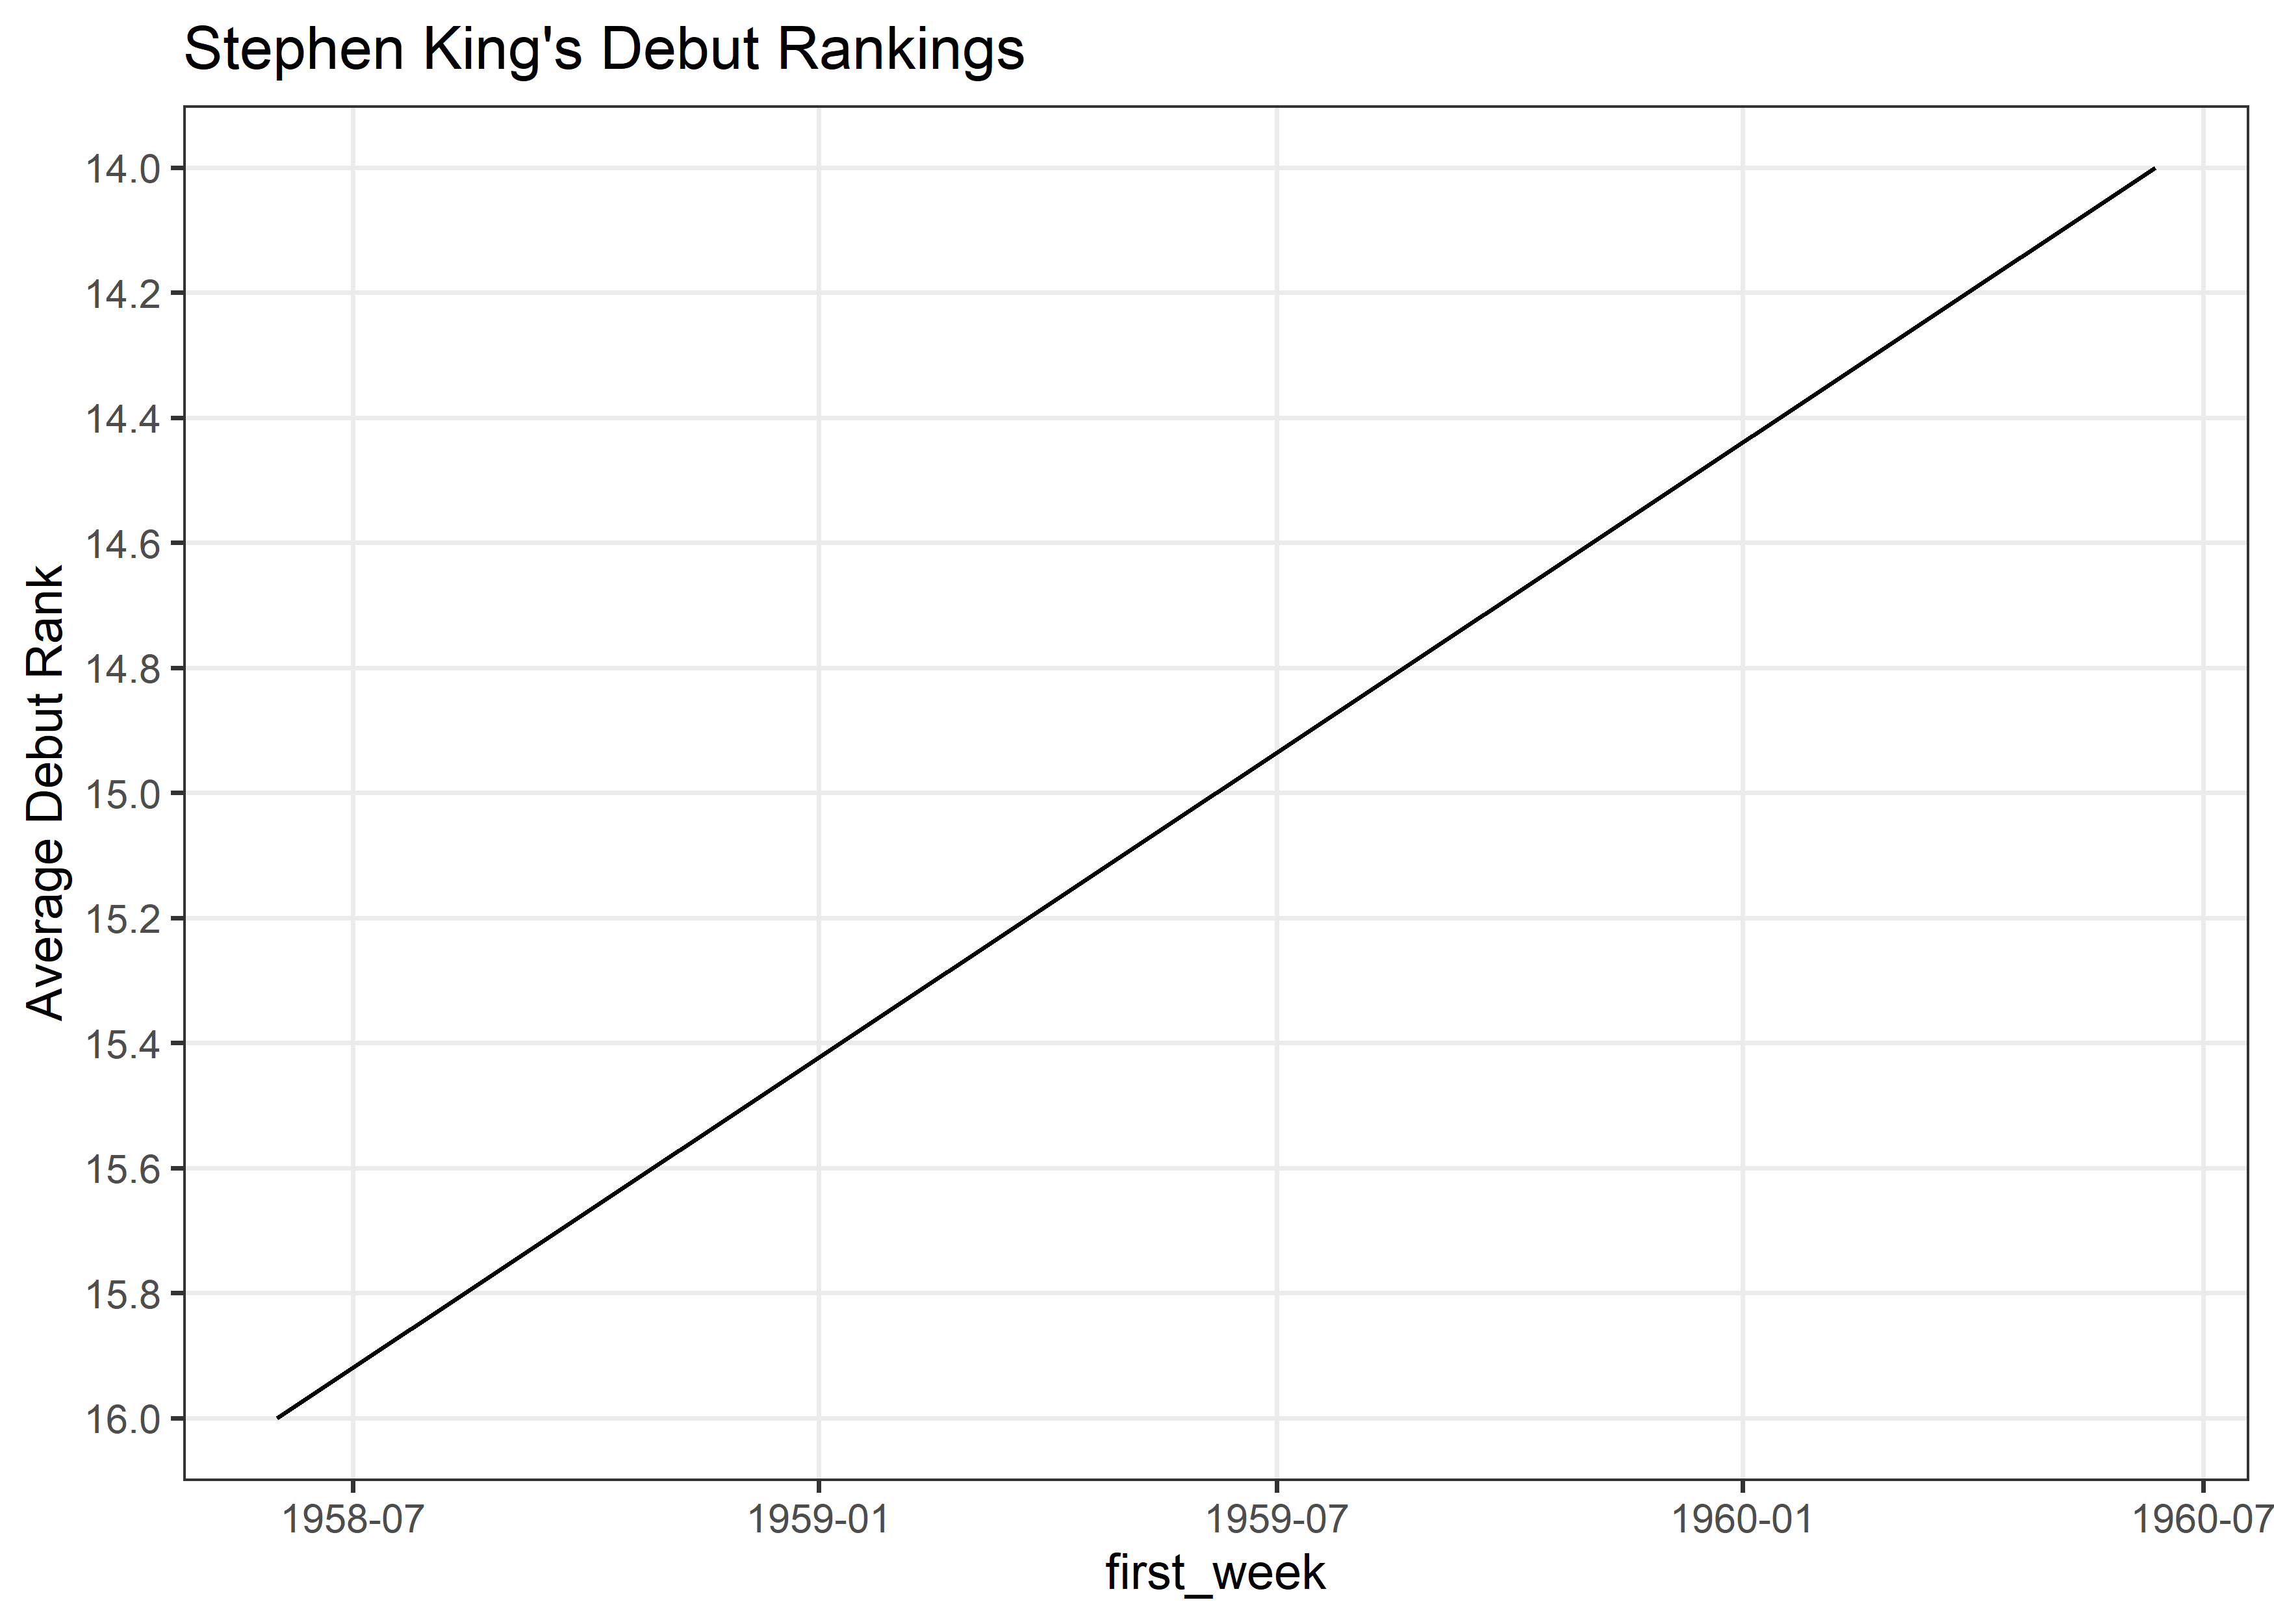 Stephen King's Debut Rankings
Average Debut Rank
14.0
14.2
14.4
14.6
14.8
15.0
15.2
15.4
15.6
15.8
16.0
1958-07 1959-01 1959-07 1960-01 1960-07
first_week